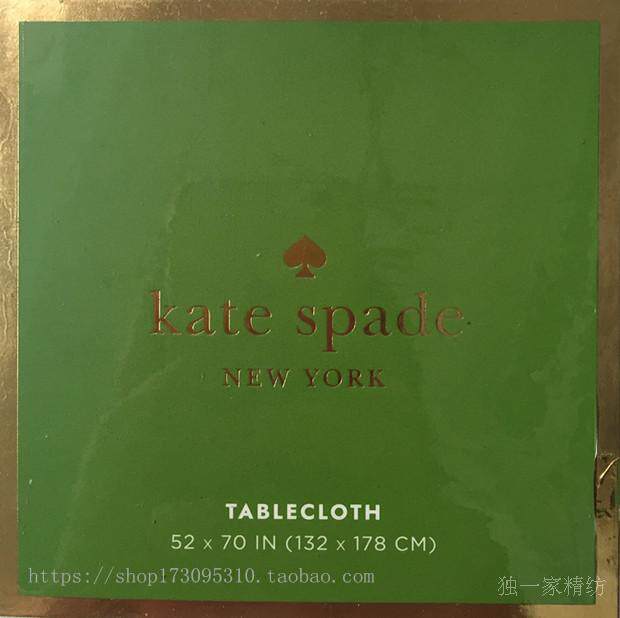 kate spade
NEW YORK
TABLECLOTH
52 x 70 IN (132 x 178 CM)
https://shop173095310.taobao.com
独一家精纺